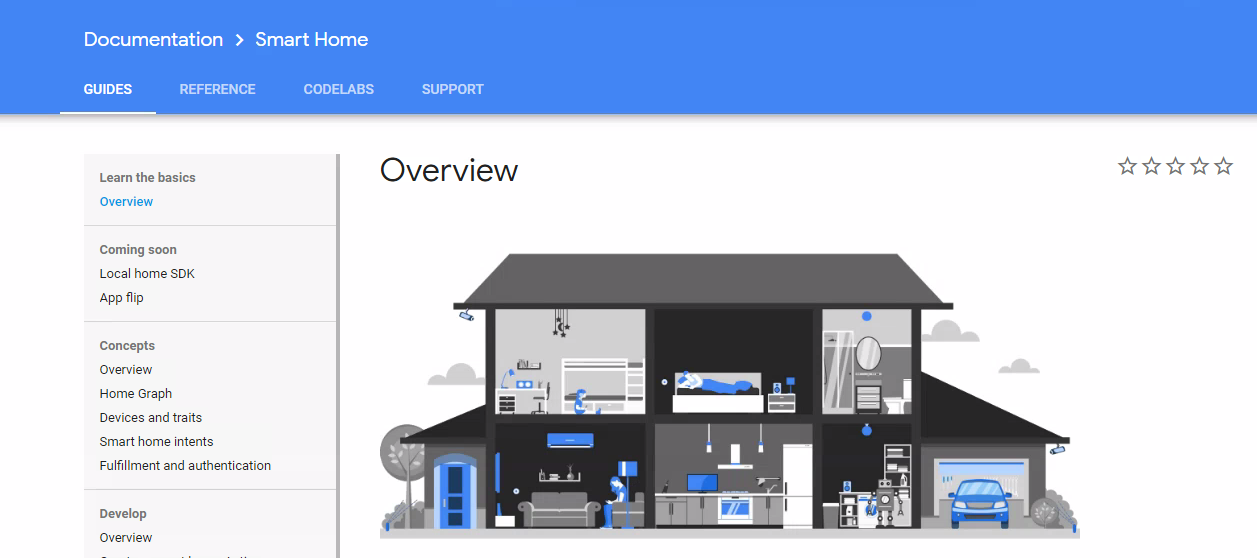 Documentation > Smart Home
GUIDES REFERENCE CODELABS SUPPORT
Learn the basics
Overview
Coming soon
Local home SDK
App flip
Concepts
Overview
Home Graph
Devices and traits
Smart home intents
Fulfillment and authentication
Develop
Overview
Overview